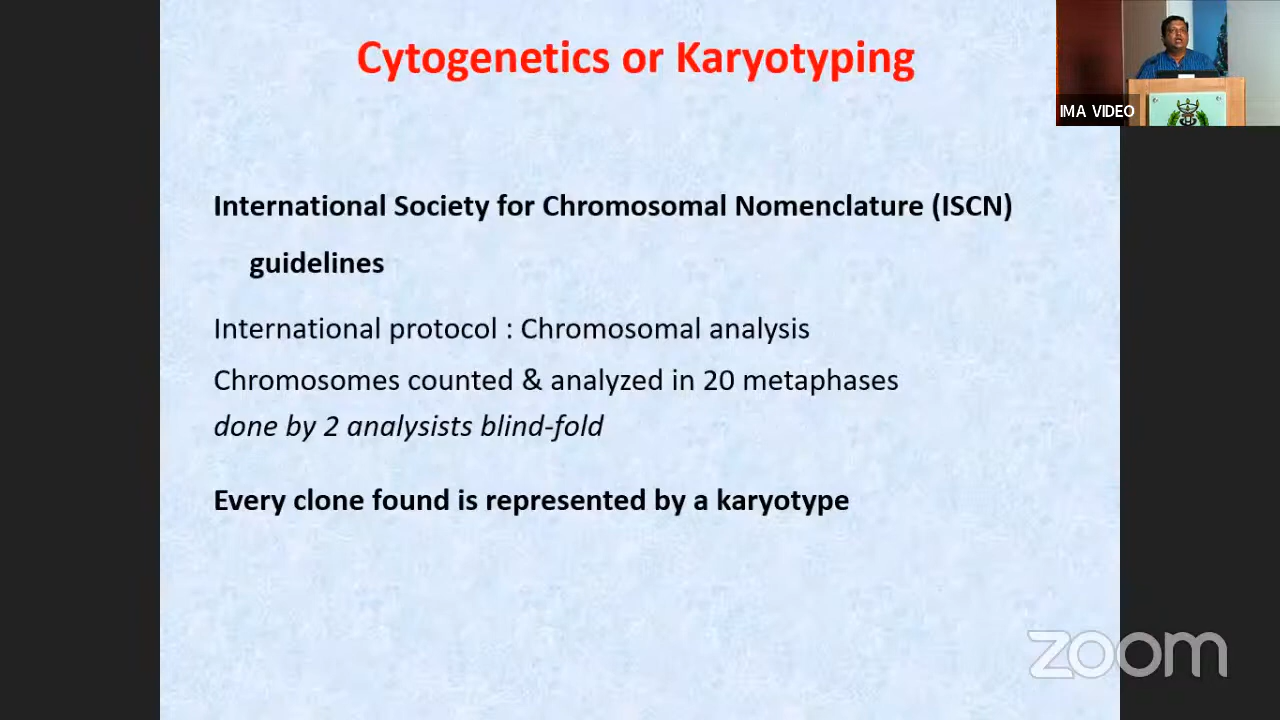 Cytogenetics or Karyotyping
IMA VIDEO
International Society for Chromosomal Nomenclature (ISCN)
guidelines
International protocol : Chromosomal analysis
Chromosomes counted & analyzed in 20 metaphases
done by 2 analysists blind-fold
Every clone found is represented by a karyotype
zoom